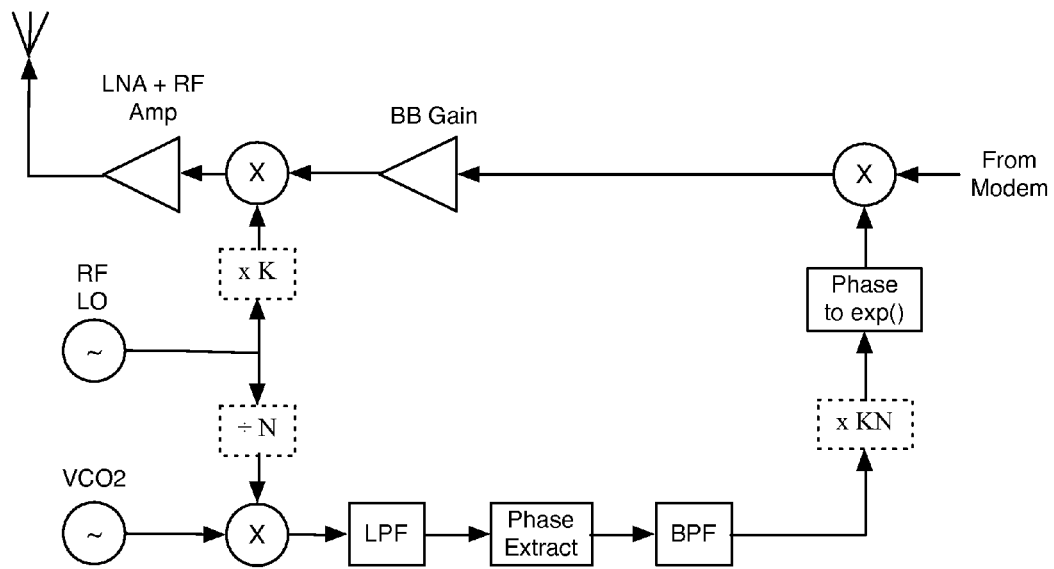 LNA + RF
Amp
BB Gain
X
X
From
Modem
x K
RF
LO
~
Phase
to exp()
÷ N
x KN
VCO2
~
X
LPF
Phase
Extract
BPF